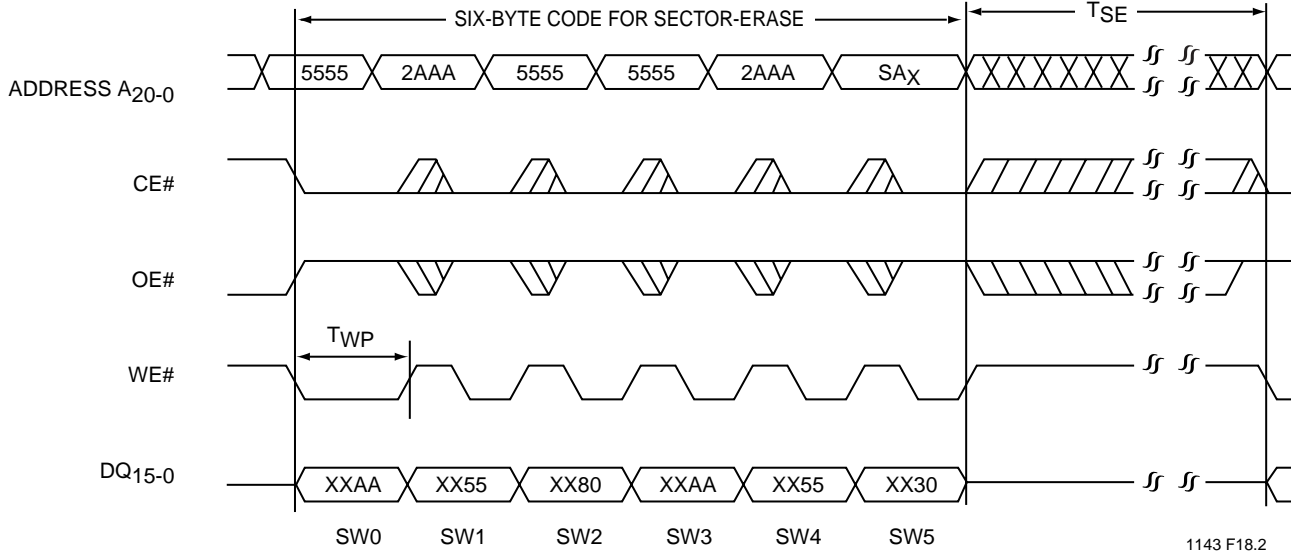 SIX-BYTE CODE FOR SECTOR-ERASE
TSE
ADDRESS A20-0
5555 2AAA 5555 5555 2AAA SAX
CE#
OE#
TWP
WE#
DQ15-0
XXAA XX55 XX80 XXAA XX55 XX30
SW0 SW1 SW2 SW3 SW4 SW5
1143 F18.2